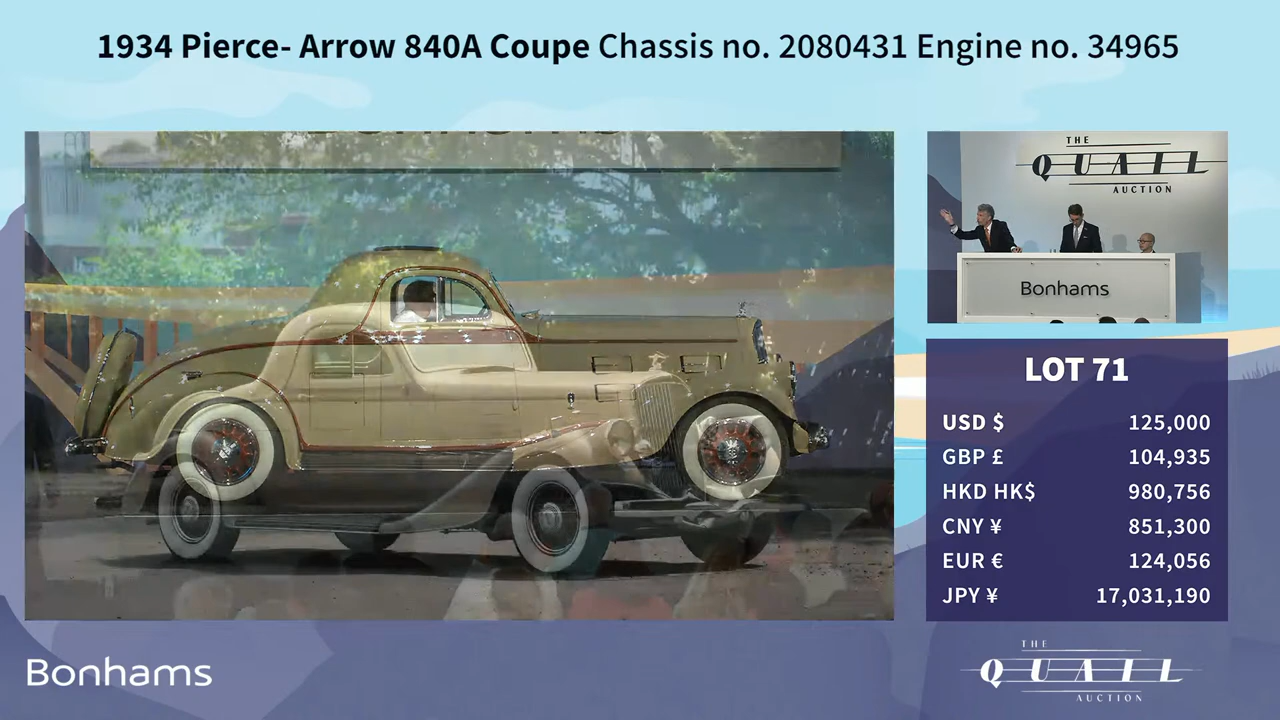 1934 Pierce- Arrow 840A Coupe Chassis no. 2080431 Engine no. 34965
THE
QUAIL
AUCTION
Bonhams
LOT 71
USD $ 125,000
GBP £ 104,935
HKD HK$ 980,756
CNY ¥ 851,300
EUR € 124,056
JPY ¥ 17,031,190
Bonhams
THE
QUAIL
AUCTION